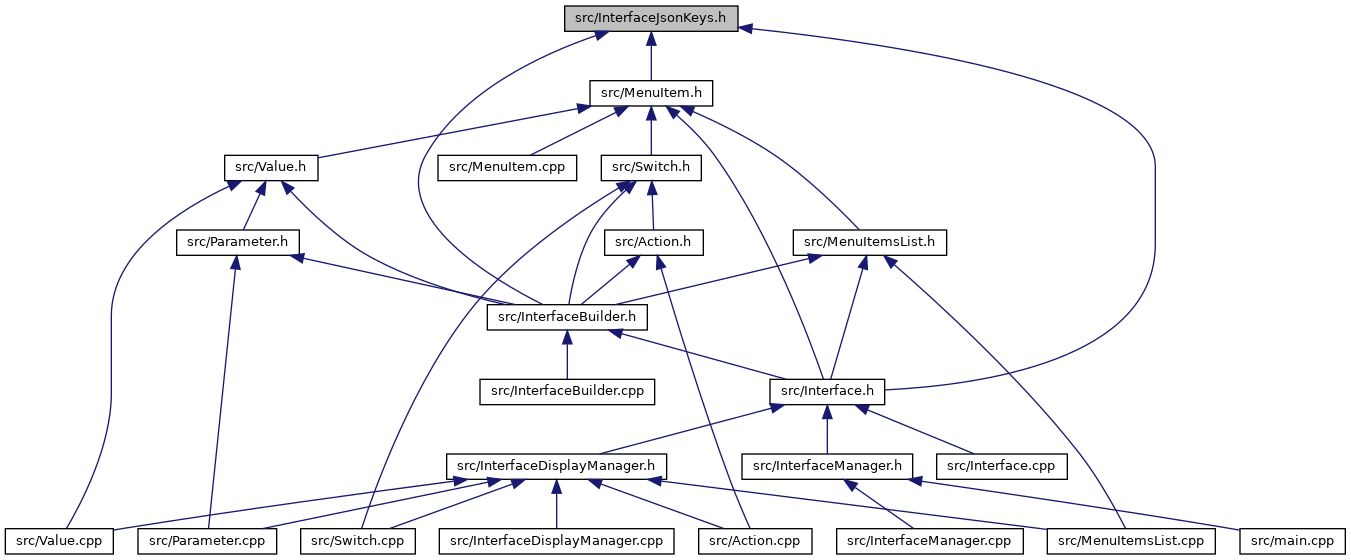 src/InterfaceJsonKeys.h
src/MenuItem.h
src/Value.h
src/MenuItem.cpp
src/Switch.h
src/Parameter.h
src/Action.h
src/MenuItemsList.h
src/InterfaceBuilder.h
src/InterfaceBuilder.cpp
src/Interface.h
src/InterfaceDisplayManager.h
src/InterfaceManager.h
src/Interface.cpp
src/Value.cpp
src/Parameter.cpp
src/Switch.cpp
src/InterfaceDisplayManager.cpp
src/Action.cpp
src/InterfaceManager.cpp
src/MenuItemsList.cpp
src/main.cpp